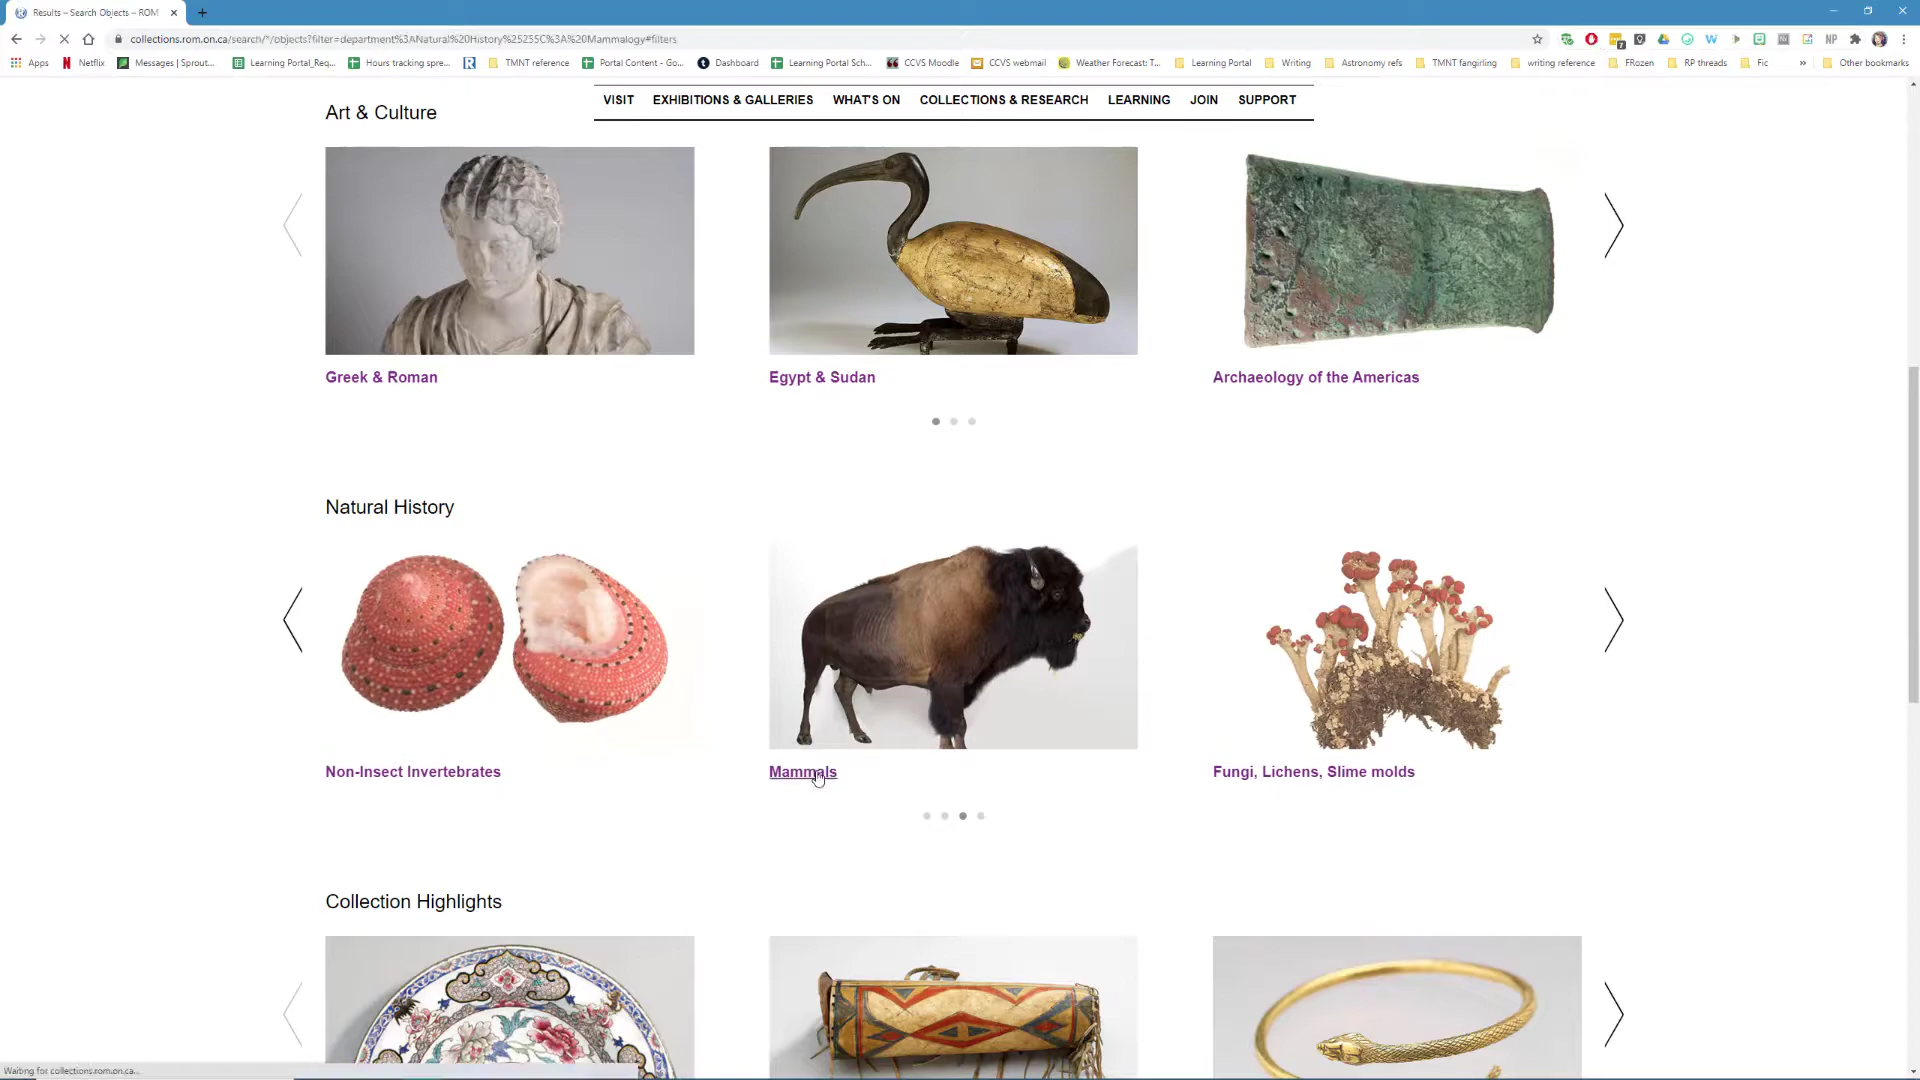 Results – Search Objects – ROM
collections.rom.on.ca/search/*/objects?filter=department%3ANatural%20History%25255C%3A%20Mammalogy#filters
Apps Netflix Messages | Sprout... Learning Portal_Req... Hours tracking spre... TMNT reference Portal Content - Go... Dashboard Learning Portal Sch... CCVS Moodle CCVS webmail Weather Forecast: T... Learning Portal Writing Astronomy refs TMNT fangirling writing reference FRozen RP threads Fic » Other bookmarks
VISIT EXHIBITIONS & GALLERIES WHAT'S ON COLLECTIONS & RESEARCH LEARNING JOIN SUPPORT
Art & Culture
Greek & Roman Egypt & Sudan Archaeology of the Americas
Natural History
Non-Insect Invertebrates Mammals Fungi, Lichens, Slime molds
Collection Highlights
Waiting for collections.rom.on.ca...